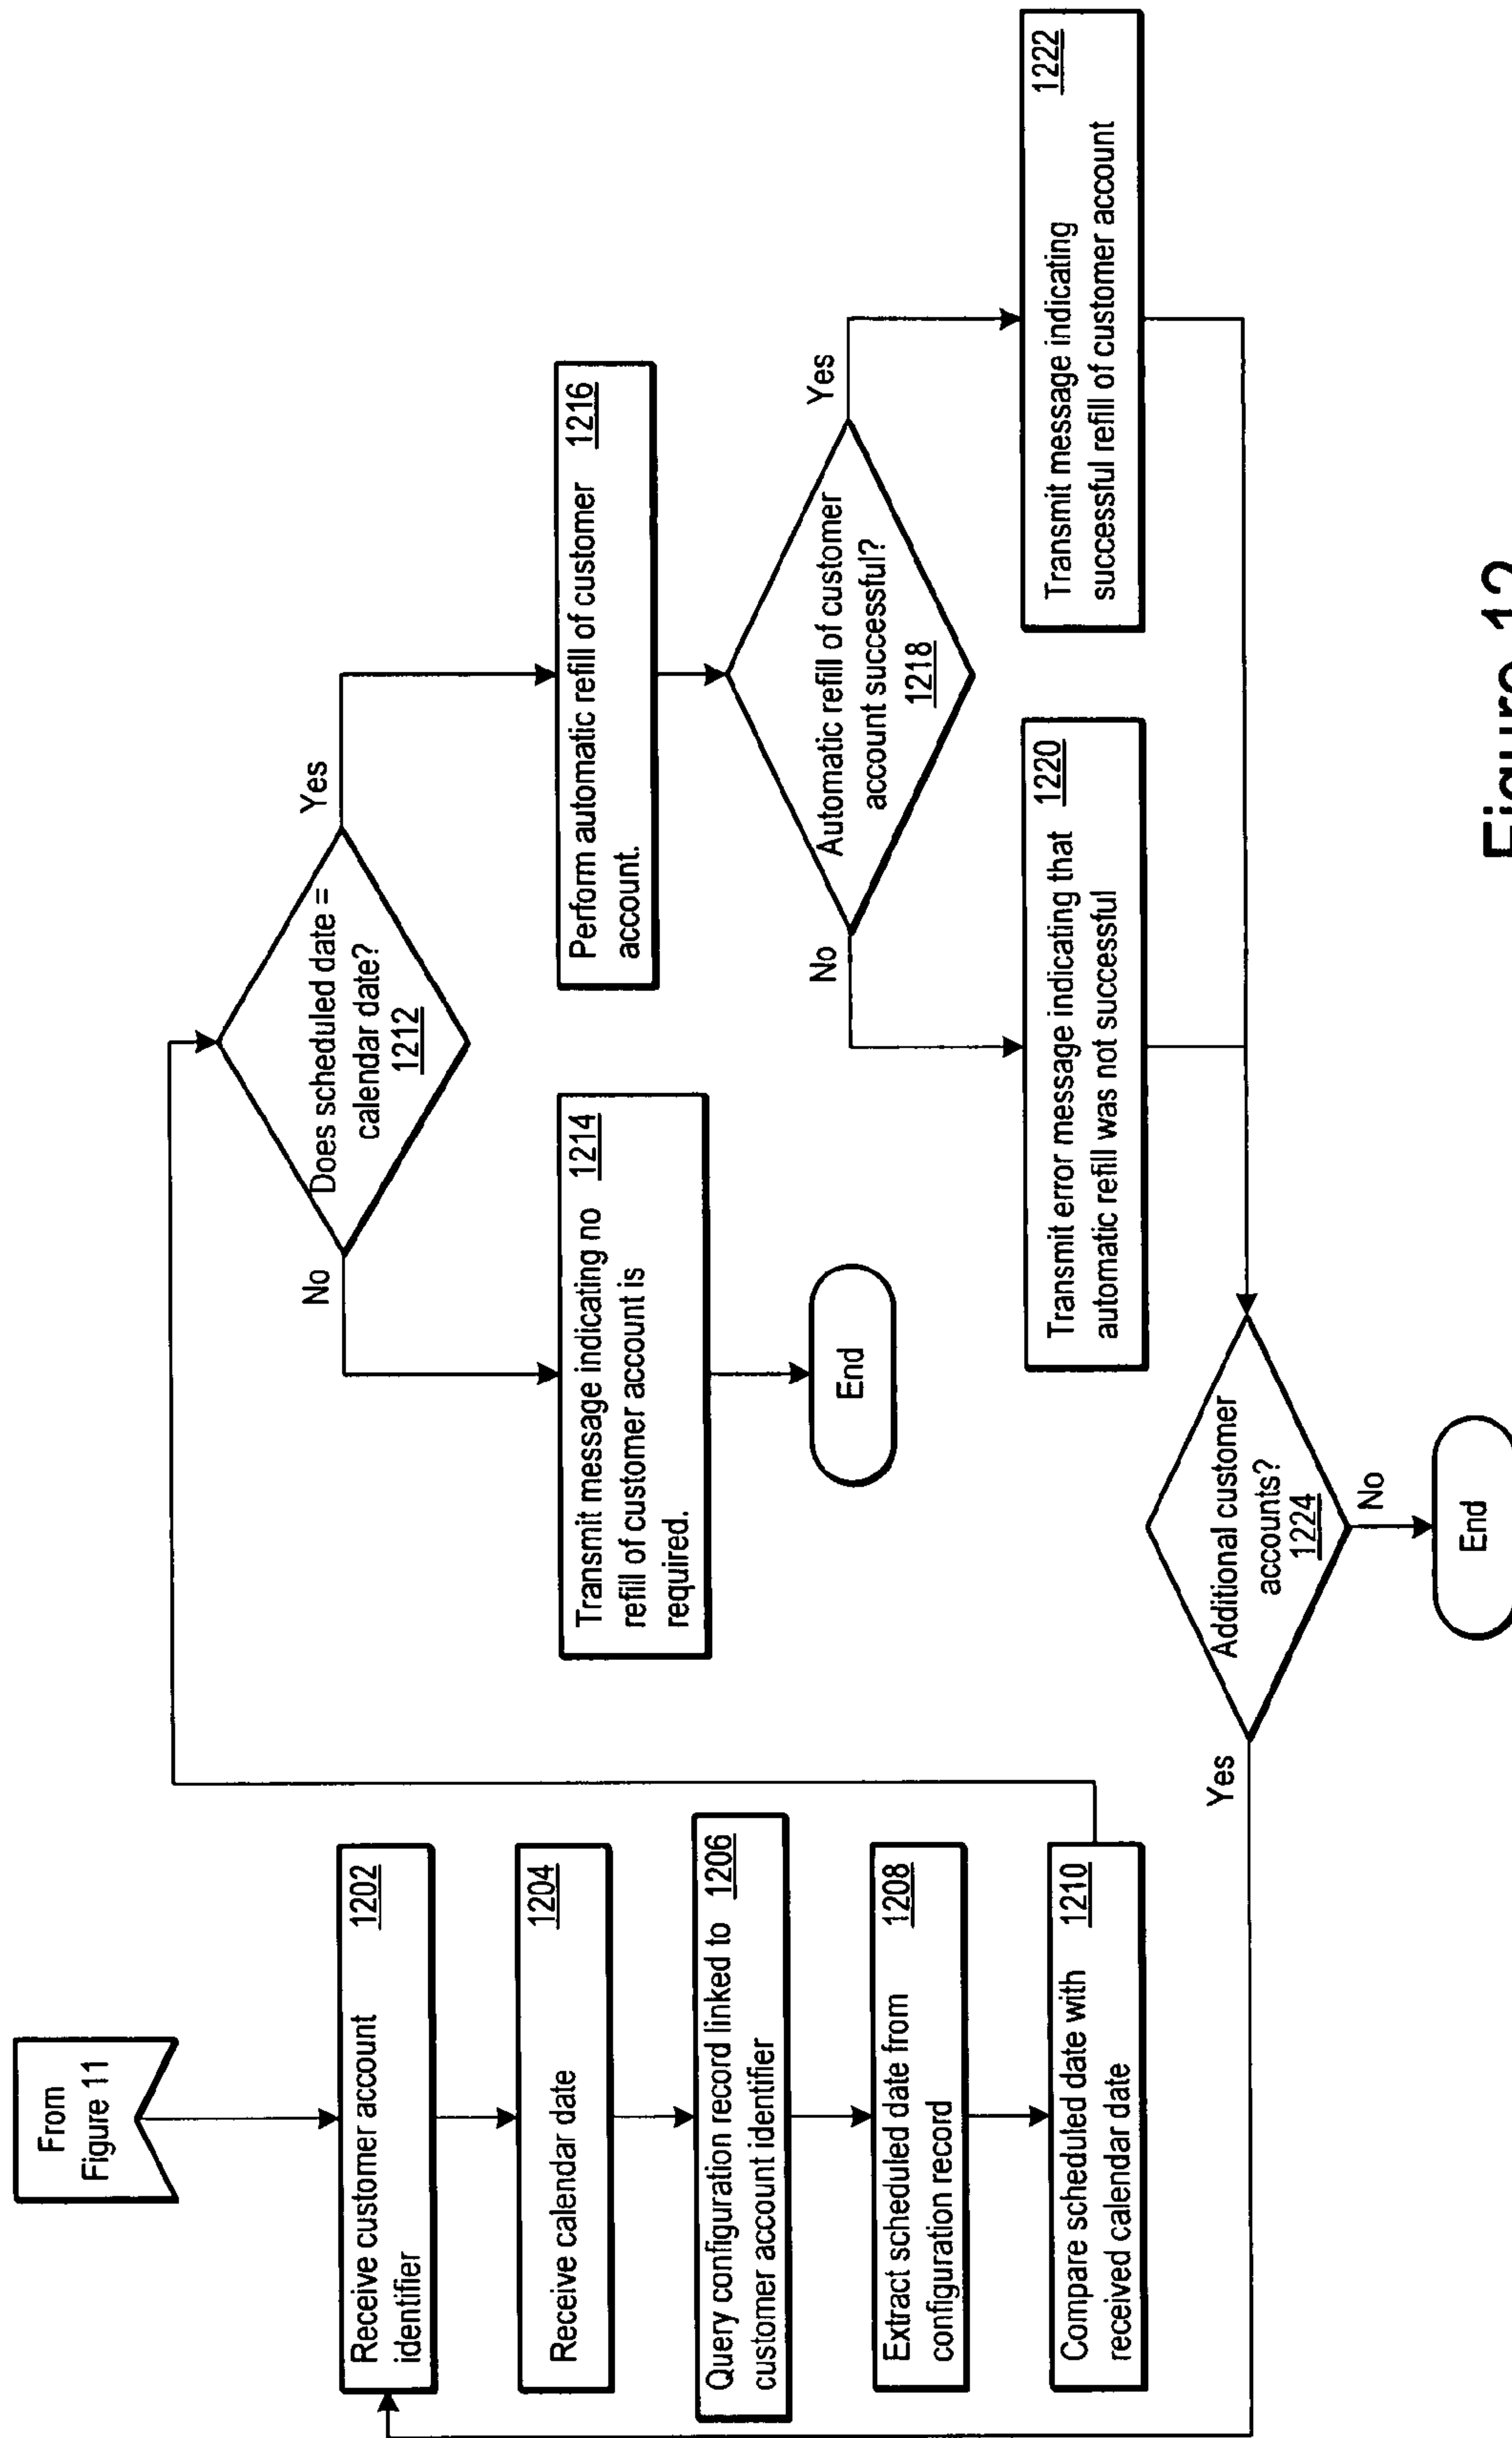 From
Figure 11
Receive customer account
identifier
1202
Receive calendar date
1204
Query configuration record linked to
customer account identifier
1206
Extract scheduled date from
configuration record
1208
Compare scheduled date with
received calendar date
1210
Does scheduled date =
calendar date?
1212
No
Yes
Transmit message indicating no
refill of customer account is
required.
1214
End
Perform automatic refill of customer
account.
1216
Automatic refill of customer
account successful?
1218
No
Yes
Transmit error message indicating that
automatic refill was not successful
1220
Transmit message indicating
successful refill of customer account
1222
Additional customer
accounts?
1224
Yes
No
End
Figure 12